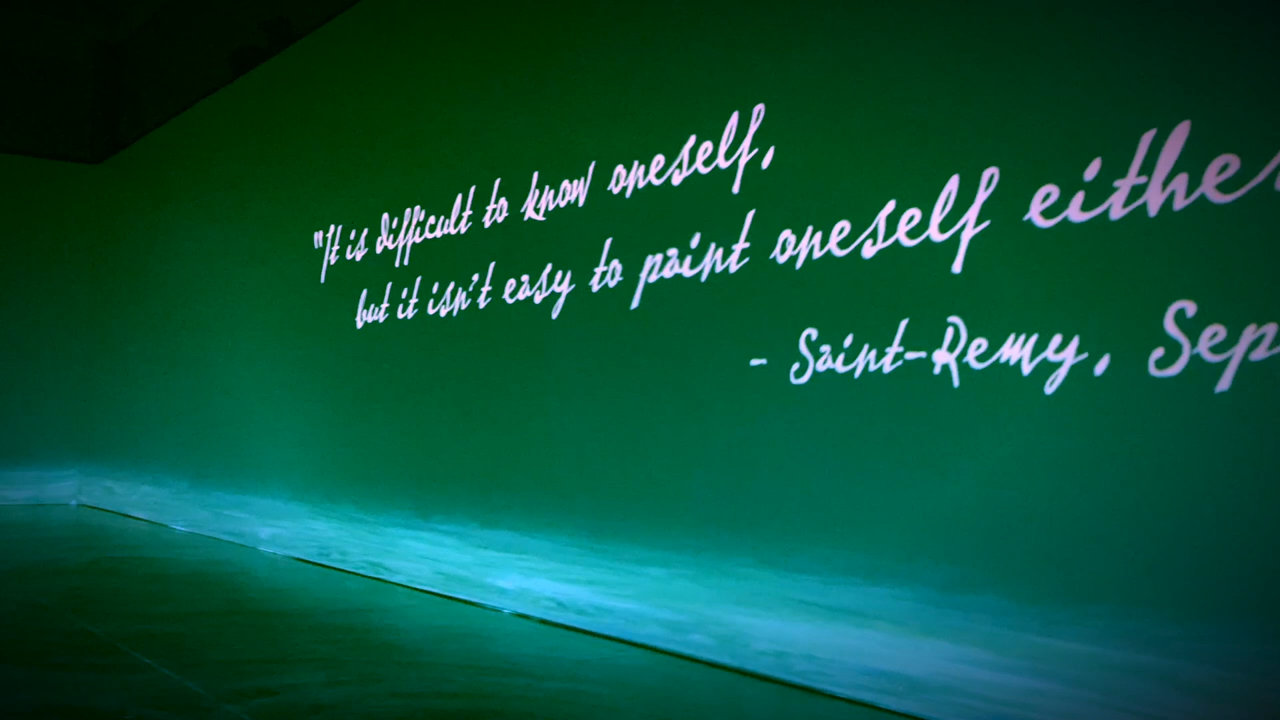 "It is difficult to know oneself,
but it isn't easy to paint oneself either
- Saint-Remy, Sep